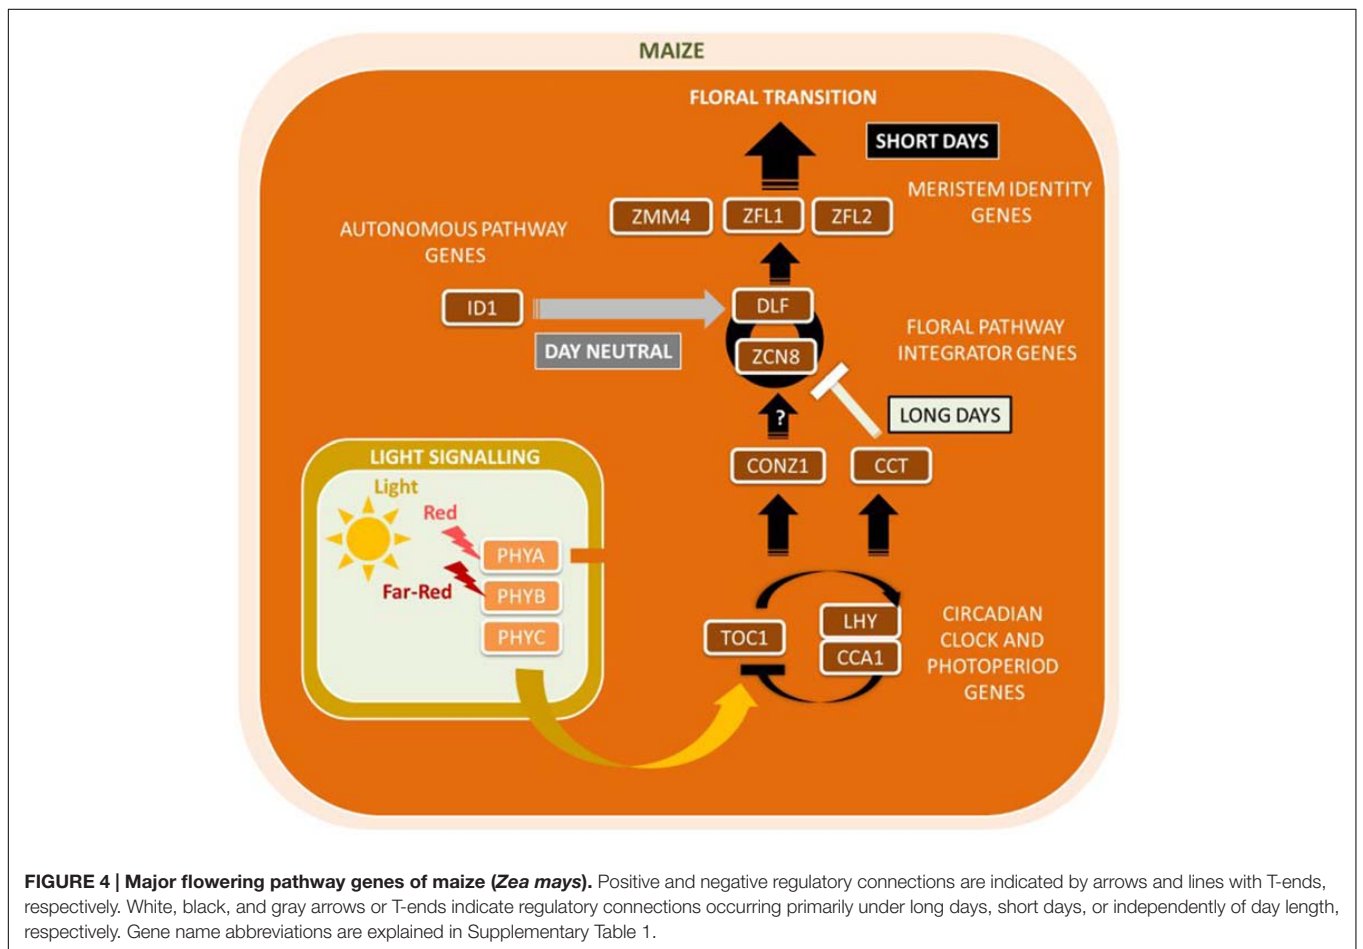 MAIZE
FLORAL TRANSITION
SHORT DAYS
MERISTEM IDENTITY
GENES
ZMM4
ZFL1
ZFL2
AUTONOMOUS PATHWAY
GENES
ID1
DLF
DAY NEUTRAL
ZCN8
FLORAL PATHWAY
INTEGRATOR GENES
LONG DAYS
?
CONZ1
CCT
LIGHT SIGNALLING
Light
Red
PHYA
Far-Red
PHYB
PHYC
TOC1
LHY
CCA1
CIRCADIAN
CLOCK AND
PHOTOPERIOD
GENES
FIGURE 4 | Major flowering pathway genes of maize (Zea mays). Positive and negative regulatory connections are indicated by arrows and lines with T-ends,
respectively. White, black, and gray arrows or T-ends indicate regulatory connections occurring primarily under long days, short days, or independently of day length,
respectively. Gene name abbreviations are explained in Supplementary Table 1.